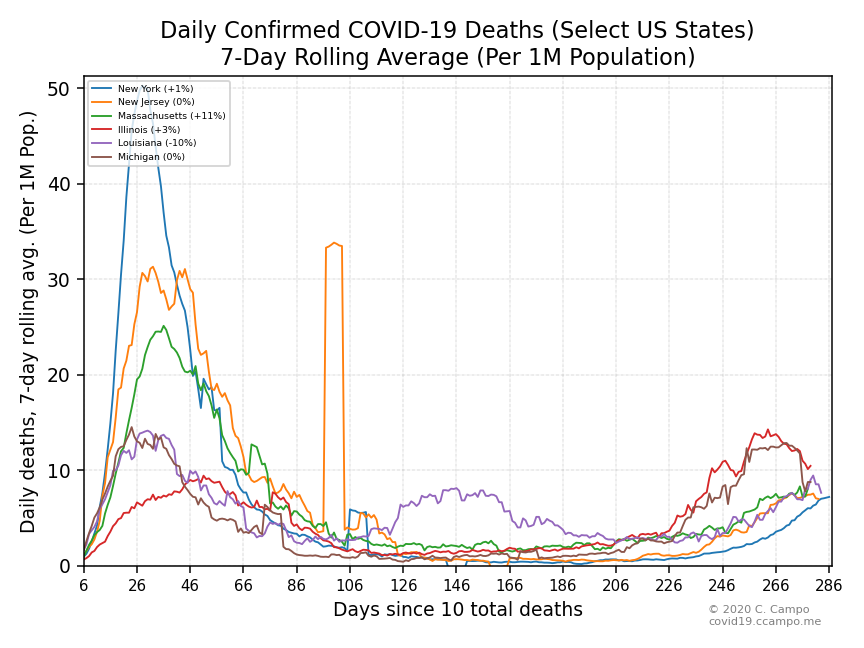 Daily Confirmed COVID-19 Deaths (Select US States)
7-Day Rolling Average (Per 1M Population)
Daily deaths, 7-day rolling avg. (Per 1M Pop.)
50
40
30
20
10
0
New York (+1%)
New Jersey (0%)
Massachusetts (+11%)
Illinois (+3%)
Louisiana (-10%)
Michigan (0%)
6 26 46 66 86 106 126 146 166 186 206 226 246 266 286
Days since 10 total deaths
© 2020 C. Campo
covid19.ccampo.me